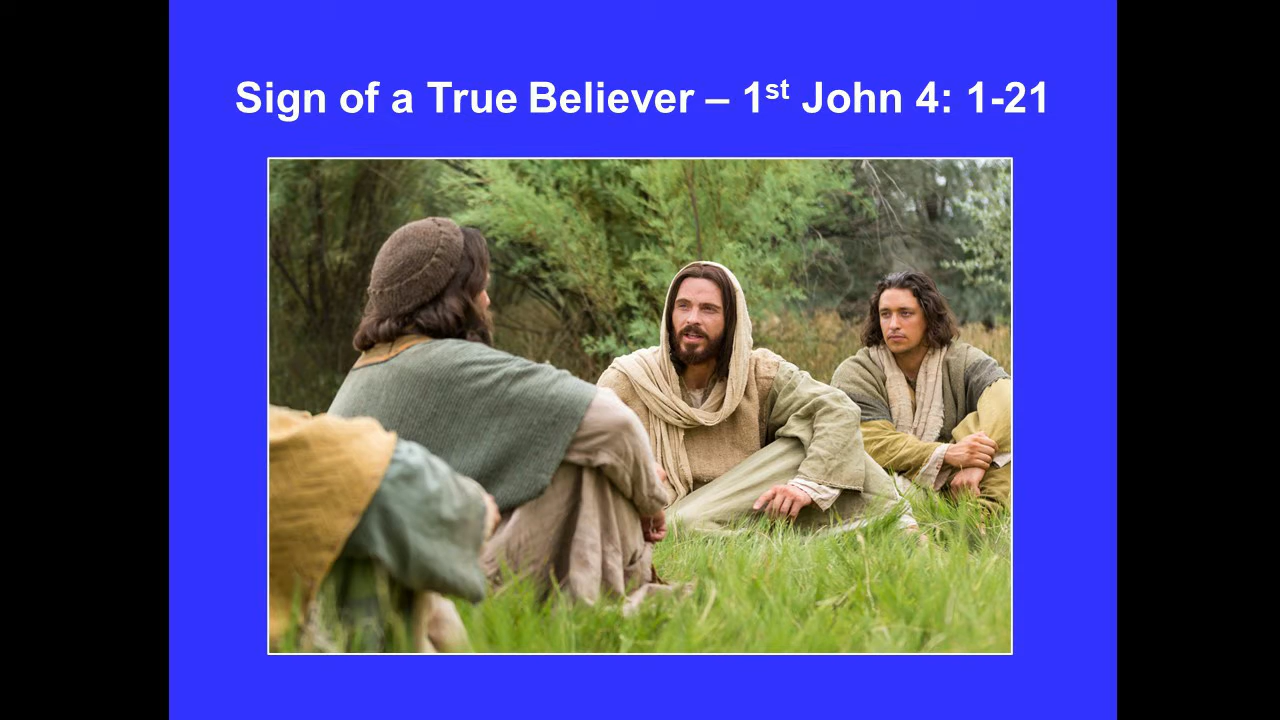 Sign of a True Believer – 1st John 4: 1-21